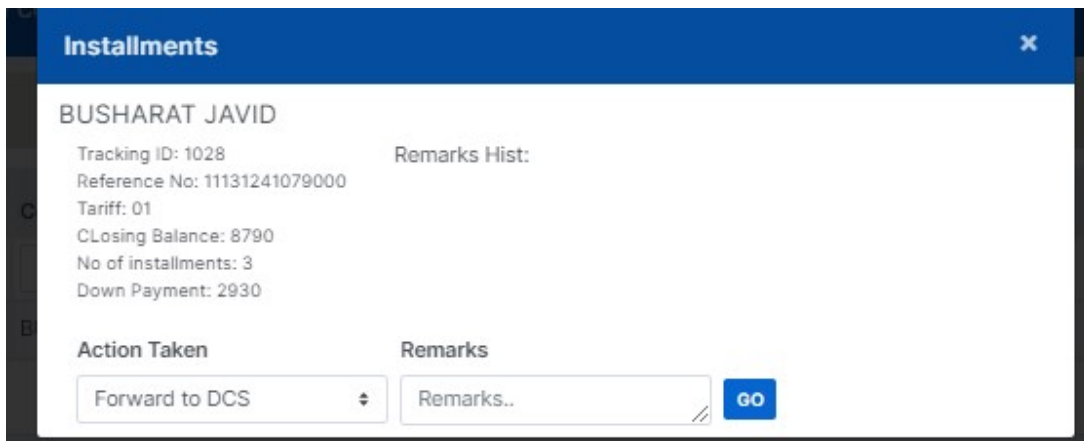 Installments
×
BUSHARAT JAVID
Tracking ID: 1028
Remarks Hist:
Reference No: 11131241079000
Tariff: 01
CLosing Balance: 8790
No of installments: 3
Down Payment: 2930
Action Taken
Remarks
Forward to DCS
Remarks..
GO